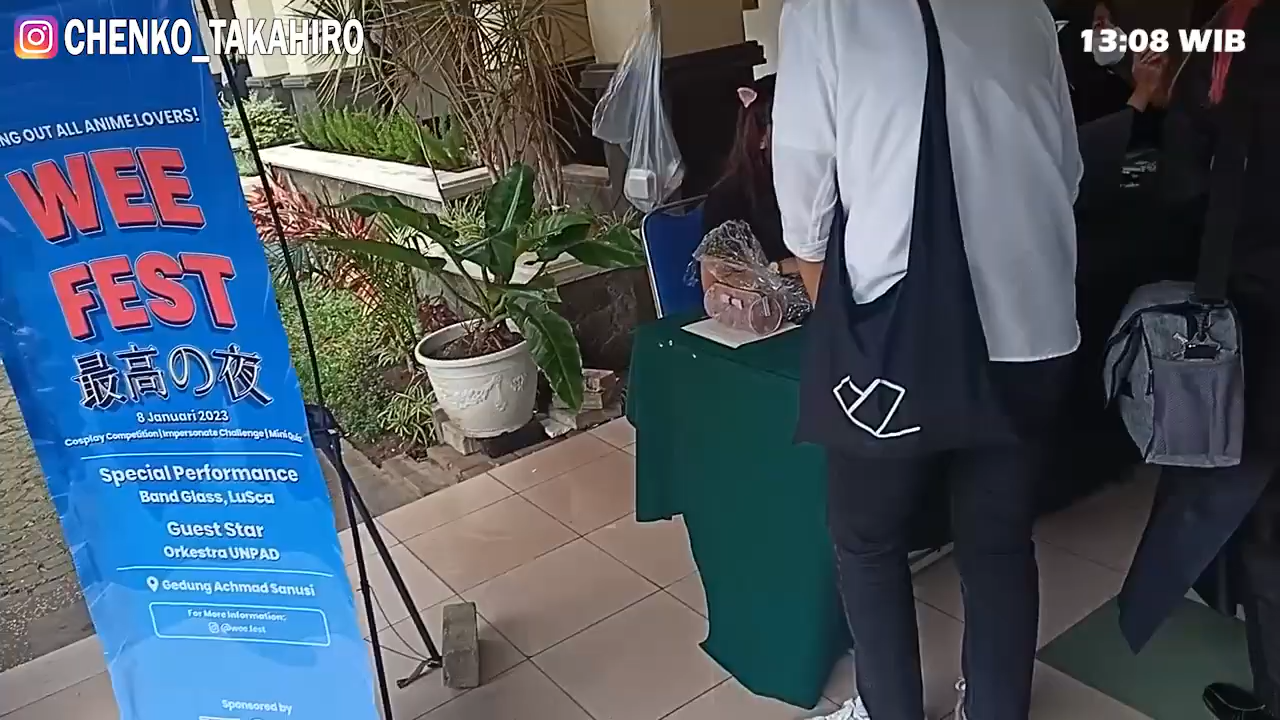 CHENKO_TAKAHIRO
13:08 WIB
NG OUT ALL ANIME LOVERS!
WEE
FEST
最高の夜
8 Januari 2023
Cosplay Competition | Impersonate Challenge | Mini Quiz
Special Performance
Band Glass, LuSca
Guest Star
Orkestra UNPAD
Gedung Achmad Sanusi
For More Information:
@wee.fest
Sponsored by